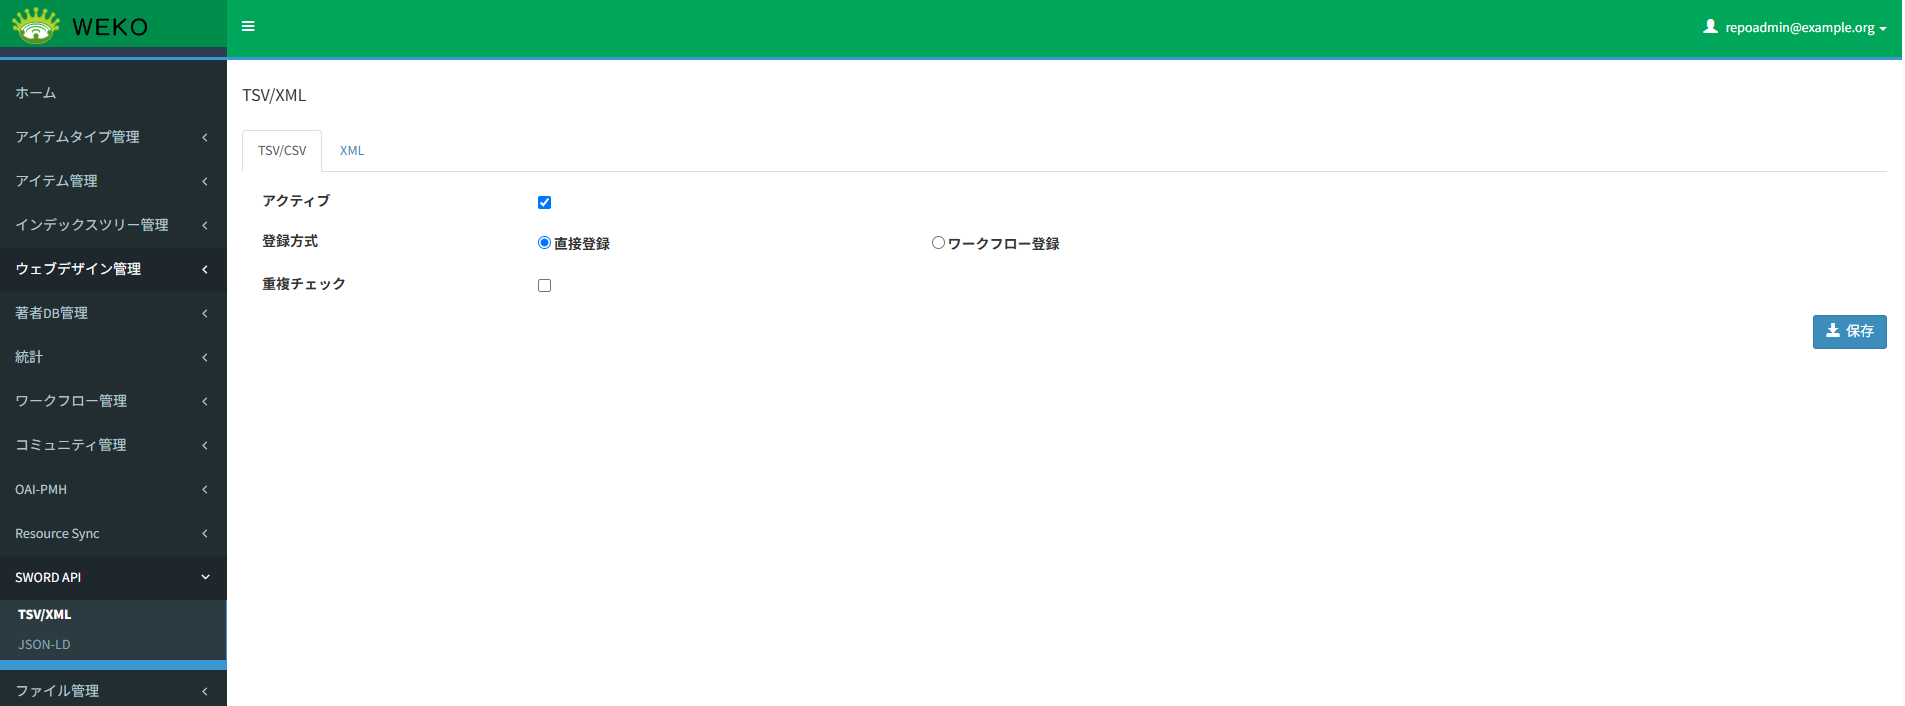 WEKO
repoadmin@example.org
ホーム
アイテムタイプ管理
アイテム管理
インデックスツリー管理
ウェブデザイン管理
著者DB管理
統計
ワークフロー管理
コミュニティ管理
OAI-PMH
Resource Sync
SWORD API
TSV/XML
JSON-LD
ファイル管理
TSV/XML
TSV/CSV XML
アクティブ
登録方式 直接登録 ワークフロー登録
重複チェック
保存